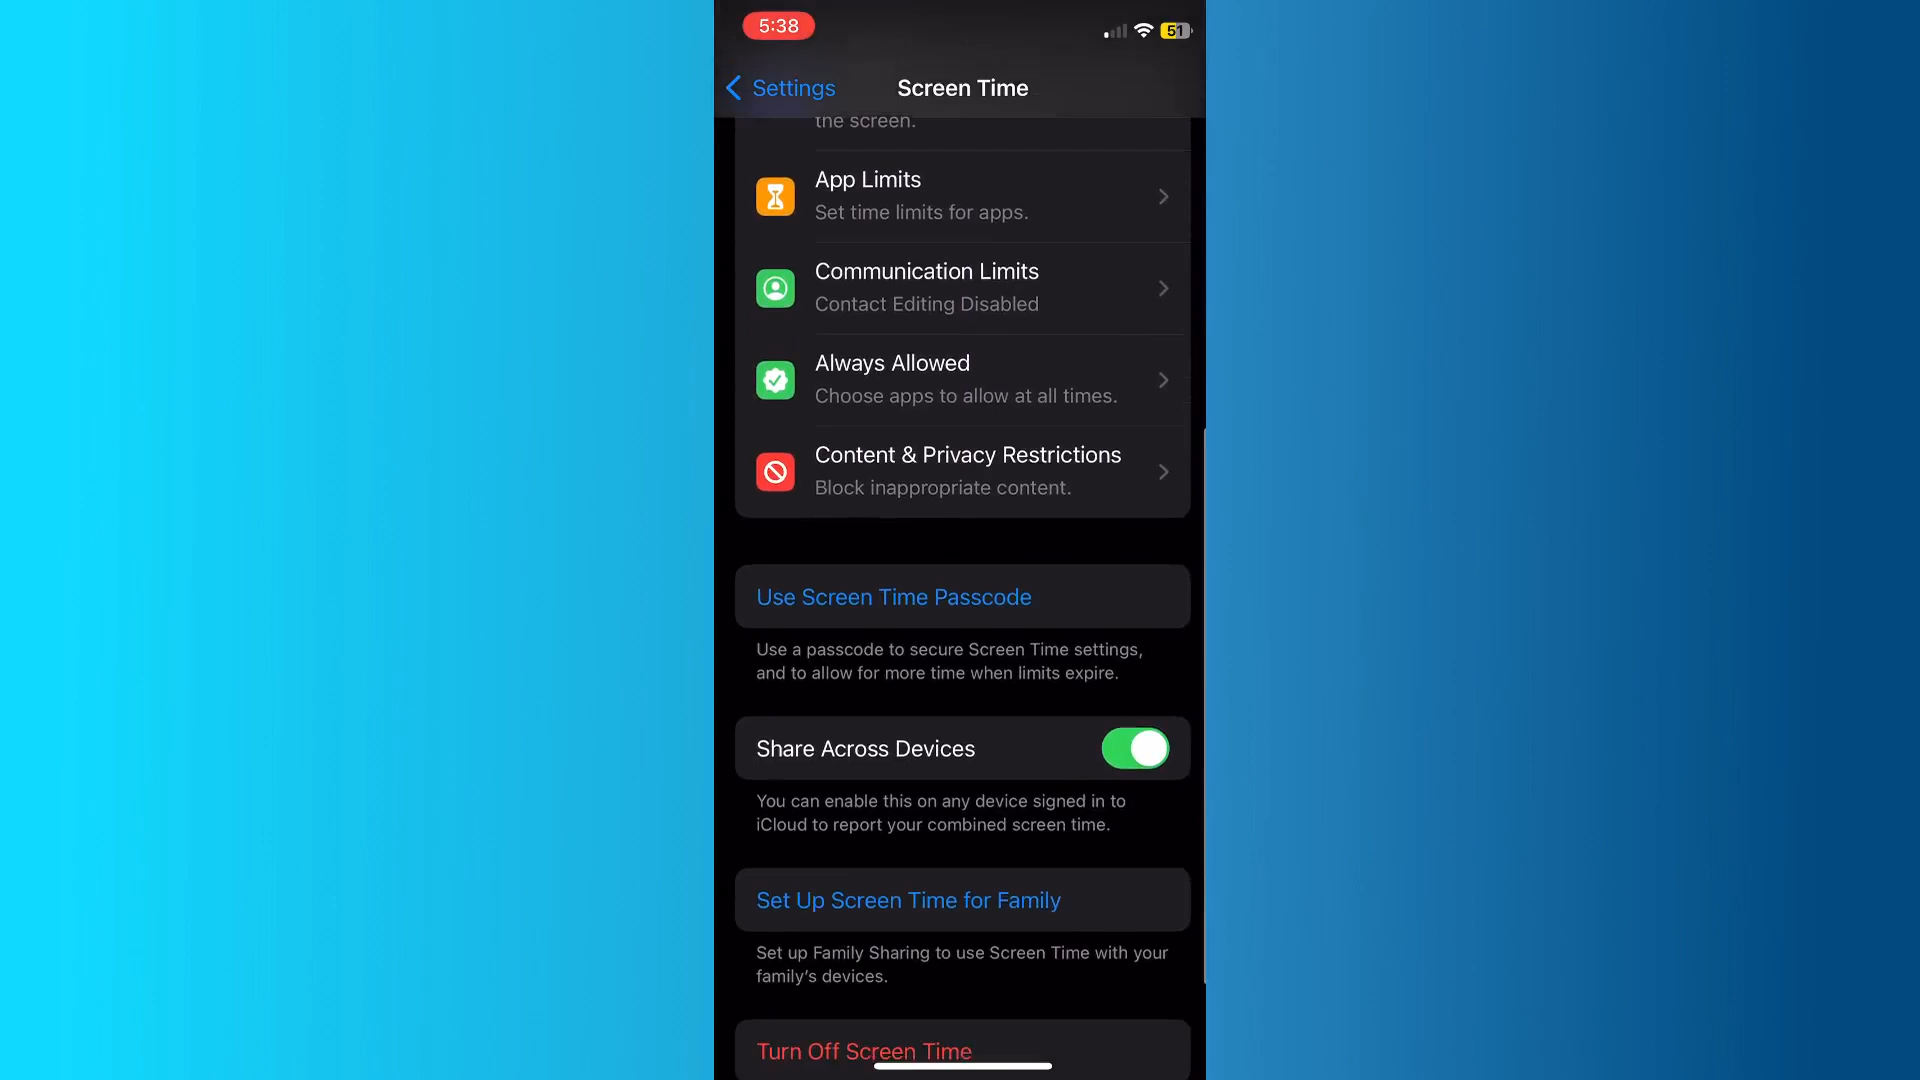 5:38
51
Settings
Screen Time
the screen.
App Limits
Set time limits for apps.
Communication Limits
Contact Editing Disabled
Always Allowed
Choose apps to allow at all times.
Content & Privacy Restrictions
Block inappropriate content.
Use Screen Time Passcode
Use a passcode to secure Screen Time settings,
and to allow for more time when limits expire.
Share Across Devices
You can enable this on any device signed in to
iCloud to report your combined screen time.
Set Up Screen Time for Family
Set up Family Sharing to use Screen Time with your
family’s devices.
Turn Off Screen Time